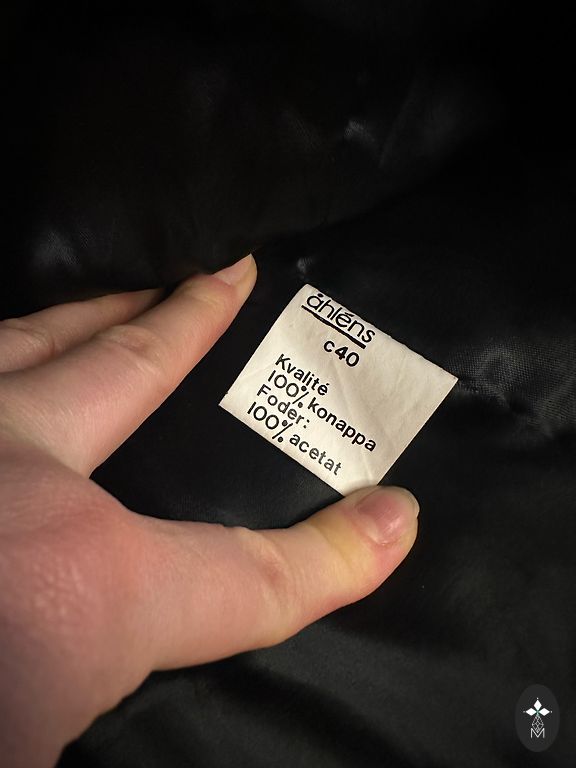 åhléns
c40
Kvalité
100% konappa
Foder:
100% acetat
M